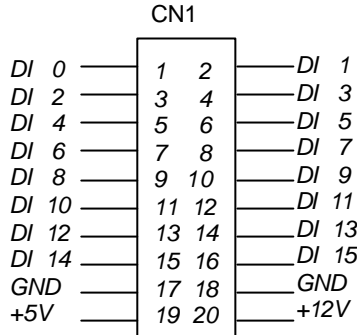 CN1
DI 0 1 2 DI 1
DI 2 3 4 DI 3
DI 4 5 6 DI 5
DI 6 7 8 DI 7
DI 8 9 10 DI 9
DI 10 11 12 DI 11
DI 12 13 14 DI 13
DI 14 15 16 DI 15
GND 17 18 GND
+5V 19 20 +12V